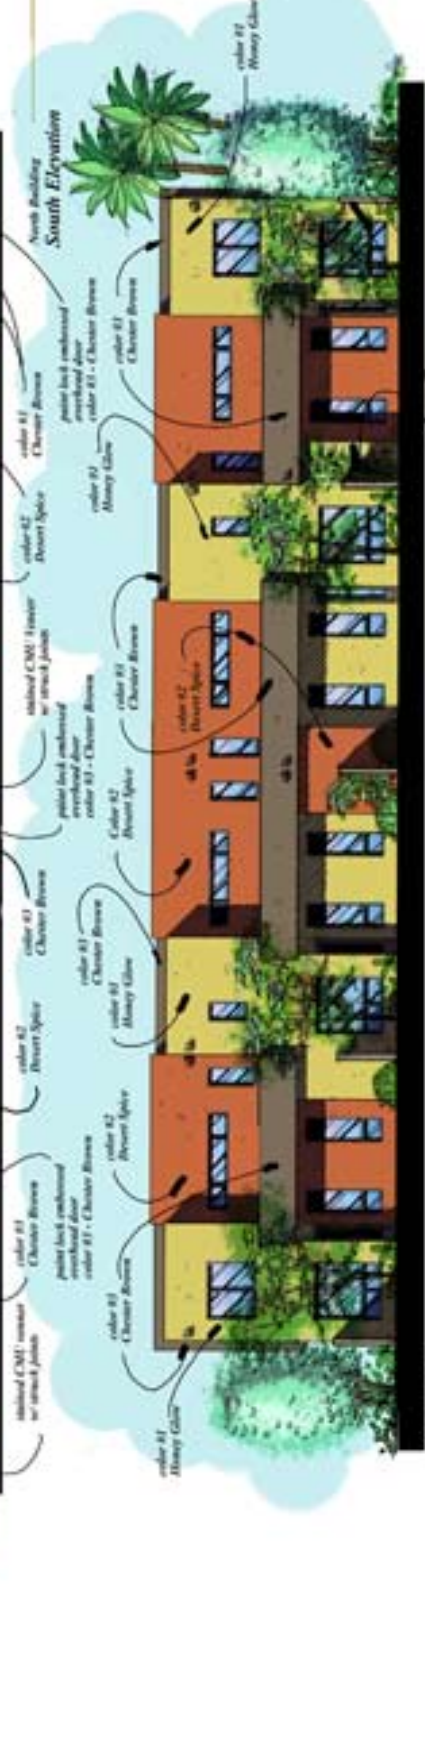 stained CMU venner
w/ struck joints
color #3
Chester Brown
paint lock embossed
overhead door
color #3 - Chester Brown
color #2
Desert Spice
color #3
Chester Brown
paint lock embossed
overhead door
color #3 - Chester Brown
stained CMU Veneer
w/ struck joints
color #2
Desert Spice
color #3
Chester Brown
paint lock embossed
overhead door
color #3 - Chester Brown
North Building
South Elevation
color #1
Honey Glow
color #3
Chester Brown
color #2
Desert Spice
color #1
Honey Glow
color #3
Chester Brown
Color #2
Desert Spice
color #3
Chester Brown
color #2
Desert Spice
color #1
Honey Glow
color #3
Chester Brown
color #1
Honey Glow